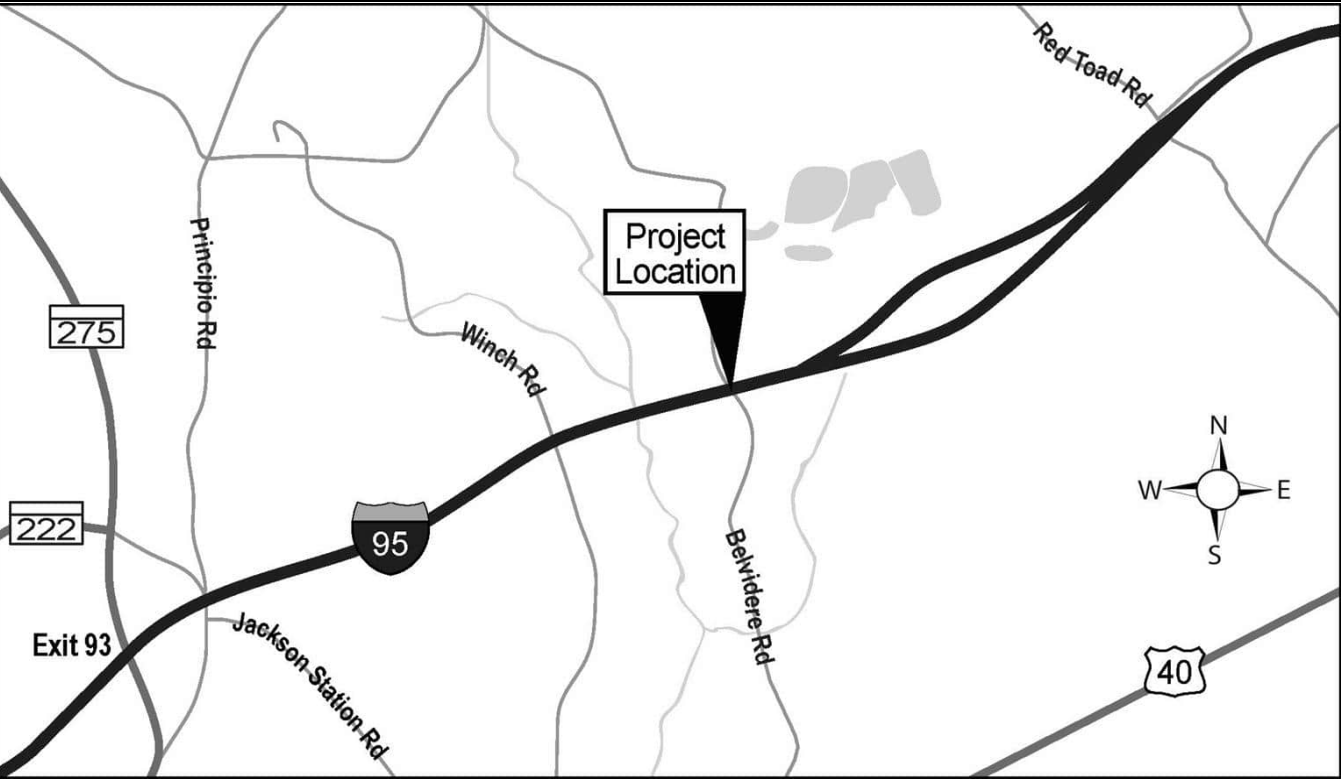 Red Toad Rd
Principio Rd
Project
Location
275
Winch Rd
N
W
E
S
222
95
Belvidere Rd
Exit 93
Jackson Station Rd
40